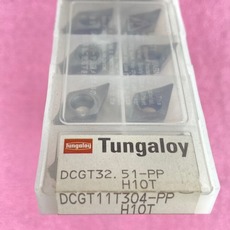 Tungaloy
Tungaloy
DCGT32.51-PP
H10T
DCGT11T304-PP
H10T